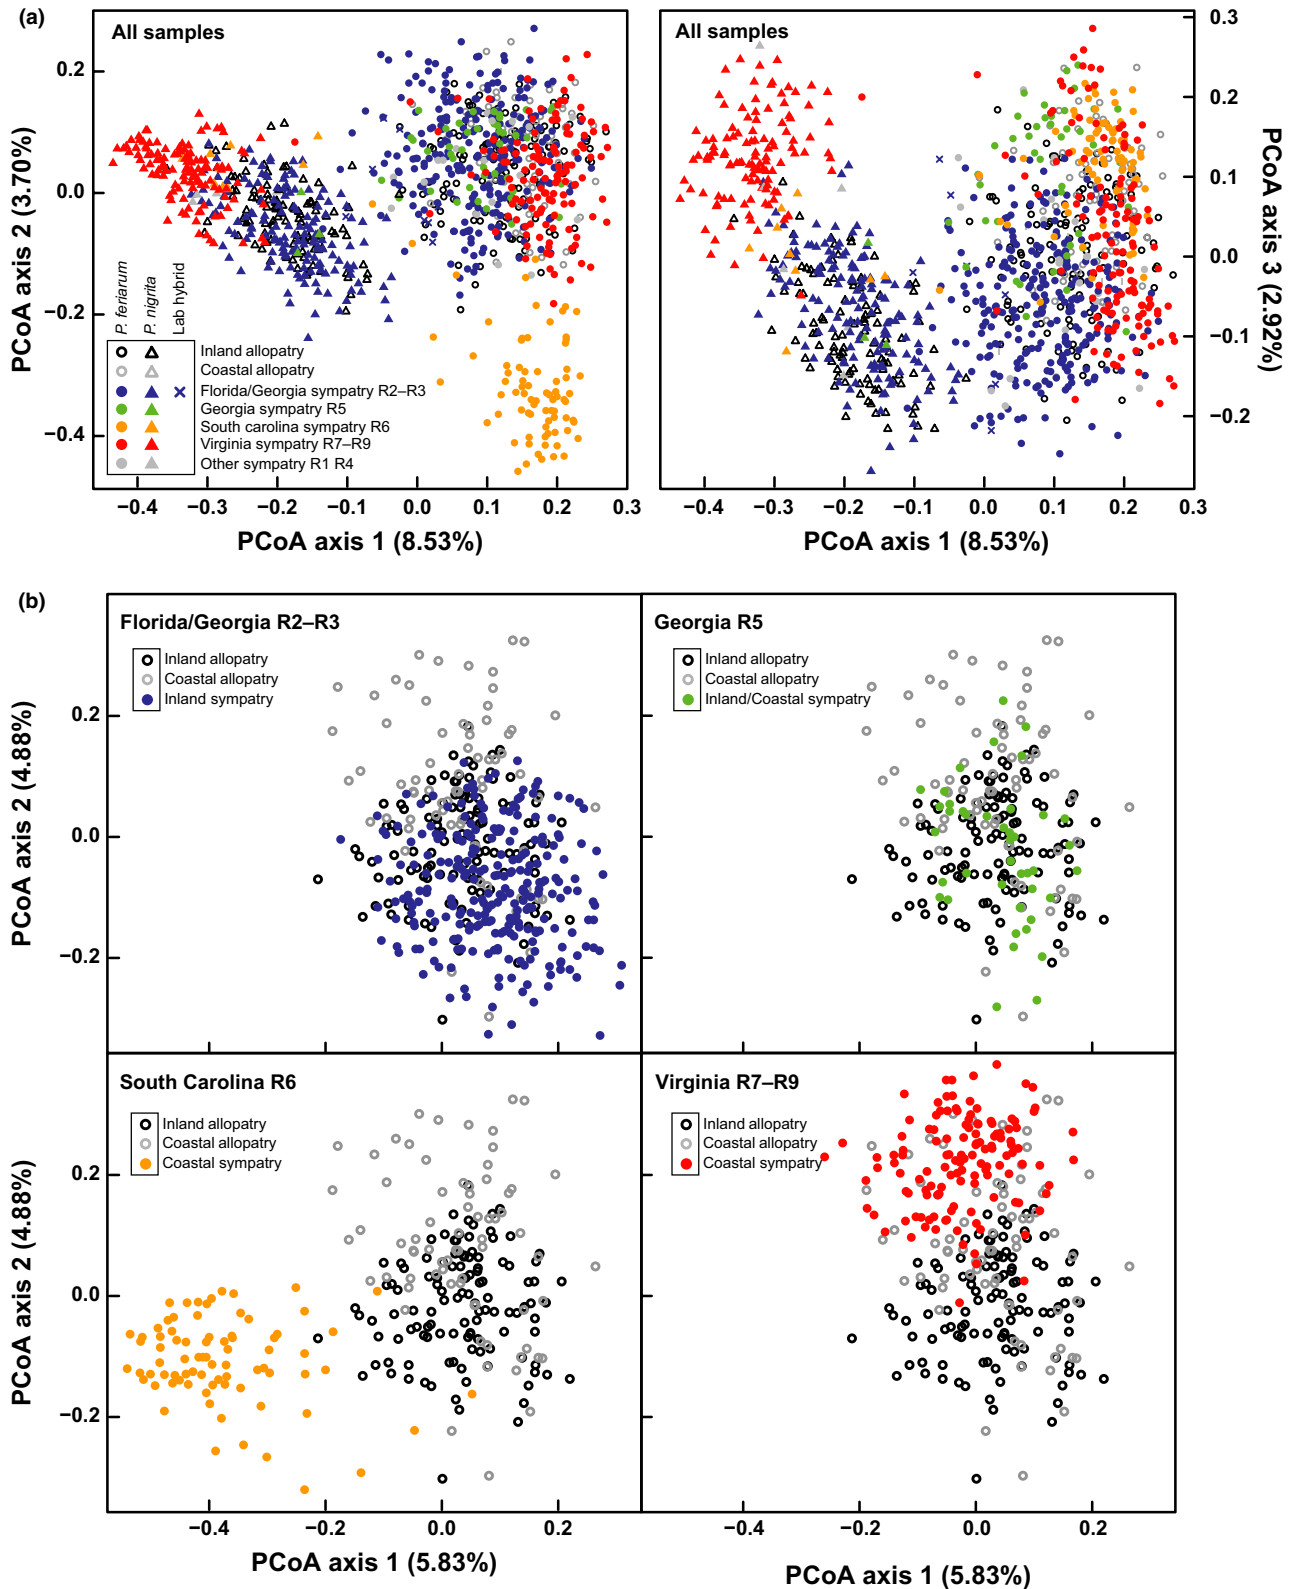 (a)
All samples
0.2
0.0
−0.2
−0.4
PCoA axis 2 (3.70%)
P. feriarum
P. nigrita
Lab hybrid
Inland allopatry
Coastal allopatry
Florida/Georgia sympatry R2–R3
Georgia sympatry R5
South carolina sympatry R6
Virginia sympatry R7–R9
Other sympatry R1 R4
−0.4 −0.3 −0.2 −0.1 0.0 0.1 0.2 0.3
PCoA axis 1 (8.53%)
All samples
0.3
0.2
0.1
0.0
−0.1
−0.2
PCoA axis 3 (2.92%)
−0.4 −0.3 −0.2 −0.1 0.0 0.1 0.2 0.3
PCoA axis 1 (8.53%)
(b)
Florida/Georgia R2–R3
Inland allopatry
Coastal allopatry
Inland sympatry
0.2
0.0
−0.2
PCoA axis 2 (4.88%)
Georgia R5
Inland allopatry
Coastal allopatry
Inland/Coastal sympatry
South Carolina R6
Inland allopatry
Coastal allopatry
Coastal sympatry
0.2
0.0
−0.2
PCoA axis 2 (4.88%)
−0.4 −0.2 0.0 0.2
PCoA axis 1 (5.83%)
Virginia R7–R9
Inland allopatry
Coastal allopatry
Coastal sympatry
−0.4 −0.2 0.0 0.2
PCoA axis 1 (5.83%)